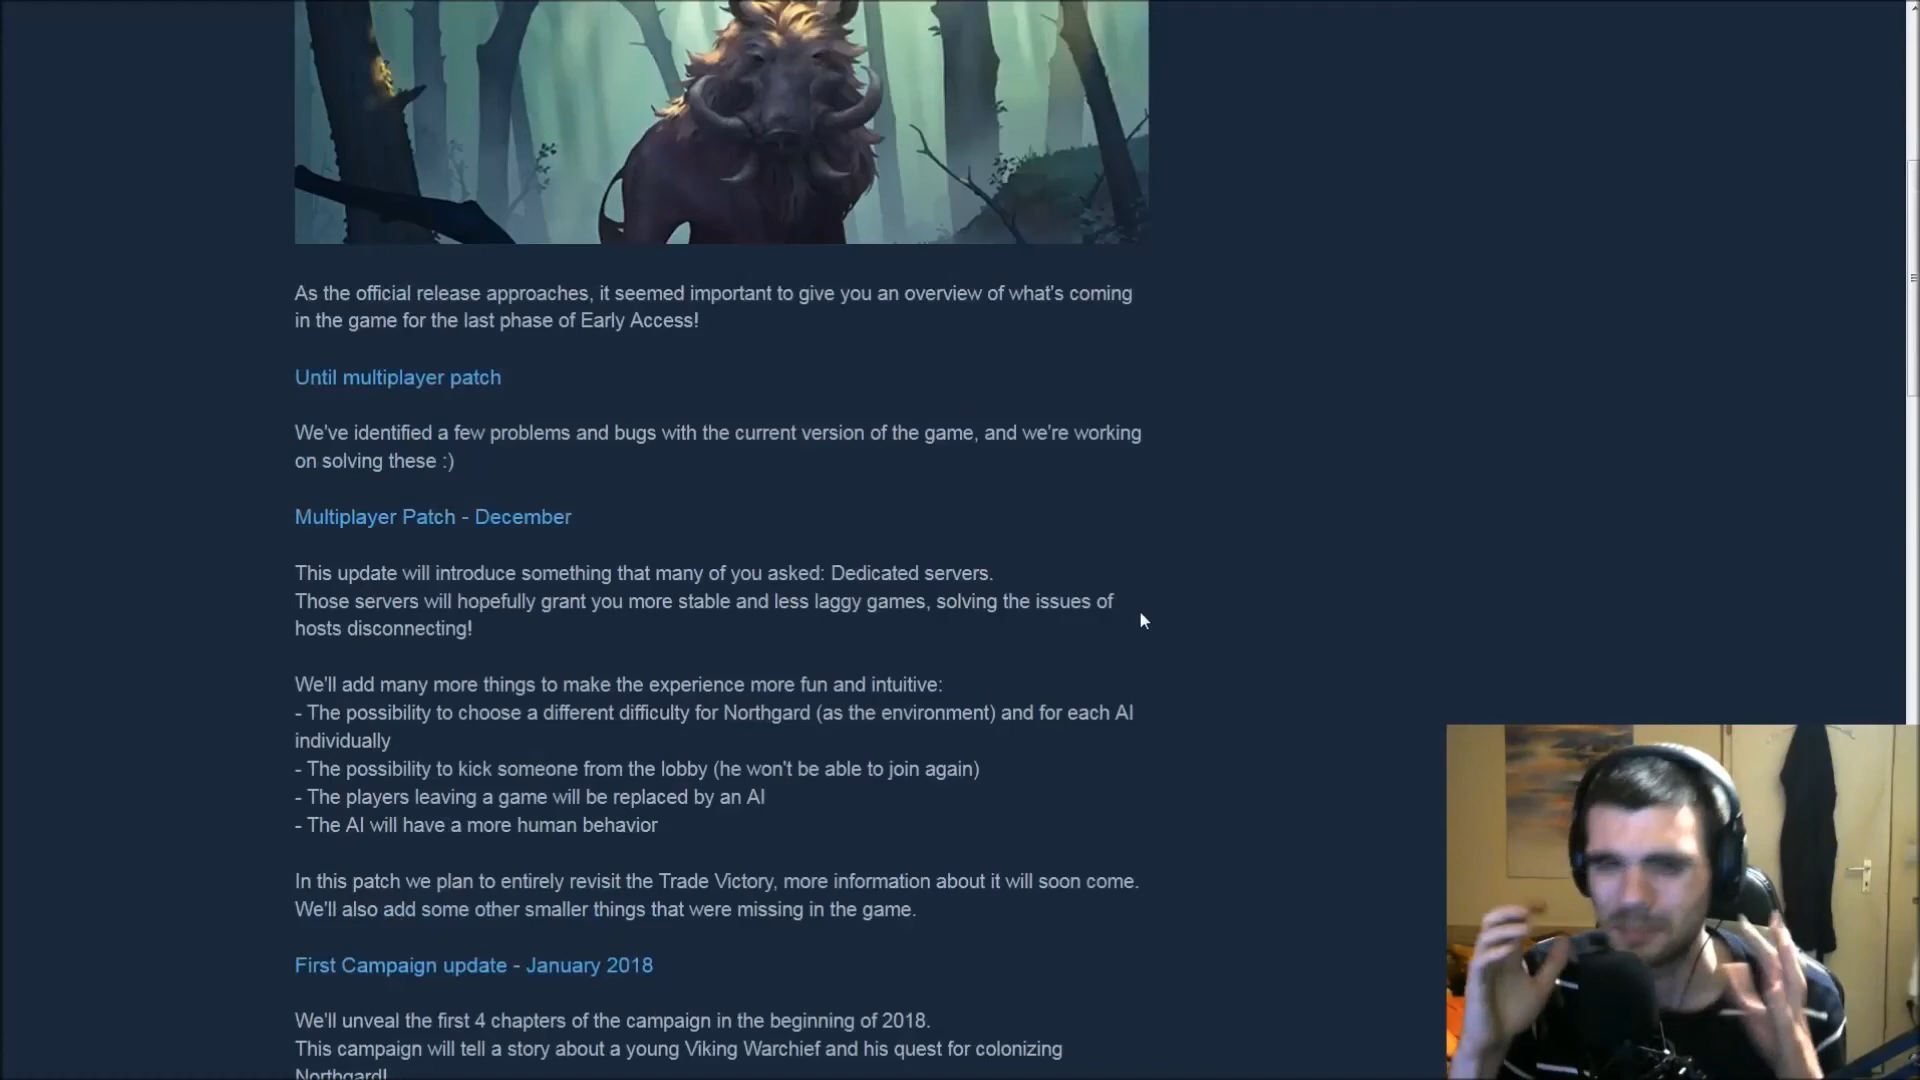 As the official release approaches, it seemed important to give you an overview of what's coming
in the game for the last phase of Early Access!
Until multiplayer patch
We've identified a few problems and bugs with the current version of the game, and we're working
on solving these :)
Multiplayer Patch - December
This update will introduce something that many of you asked: Dedicated servers.
Those servers will hopefully grant you more stable and less laggy games, solving the issues of
hosts disconnecting!
We'll add many more things to make the experience more fun and intuitive:
- The possibility to choose a different difficulty for Northgard (as the environment) and for each AI
individually
- The possibility to kick someone from the lobby (he won't be able to join again)
- The players leaving a game will be replaced by an AI
- The AI will have a more human behavior
In this patch we plan to entirely revisit the Trade Victory, more information about it will soon come.
We'll also add some other smaller things that were missing in the game.
First Campaign update - January 2018
We'll unveal the first 4 chapters of the campaign in the beginning of 2018.
This campaign will tell a story about a young Viking Warchief and his quest for colonizing
Northgard!